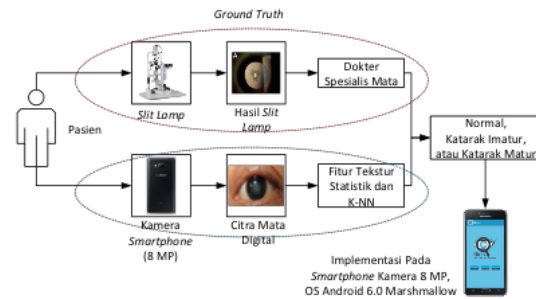 Ground Truth
Pasien
Slit Lamp
Hasil Slit
Lamp
Dokter
Spesialis Mata
Kamera
Smartphone
(8 MP)
Citra Mata
Digital
Fitur Tekstur
Statistik dan
K-NN
Normal,
Katarak Imatur,
atau Katarak Matur
Implementasi Pada
Smartphone Kamera 8 MP,
OS Android 6.0 Marshmallow